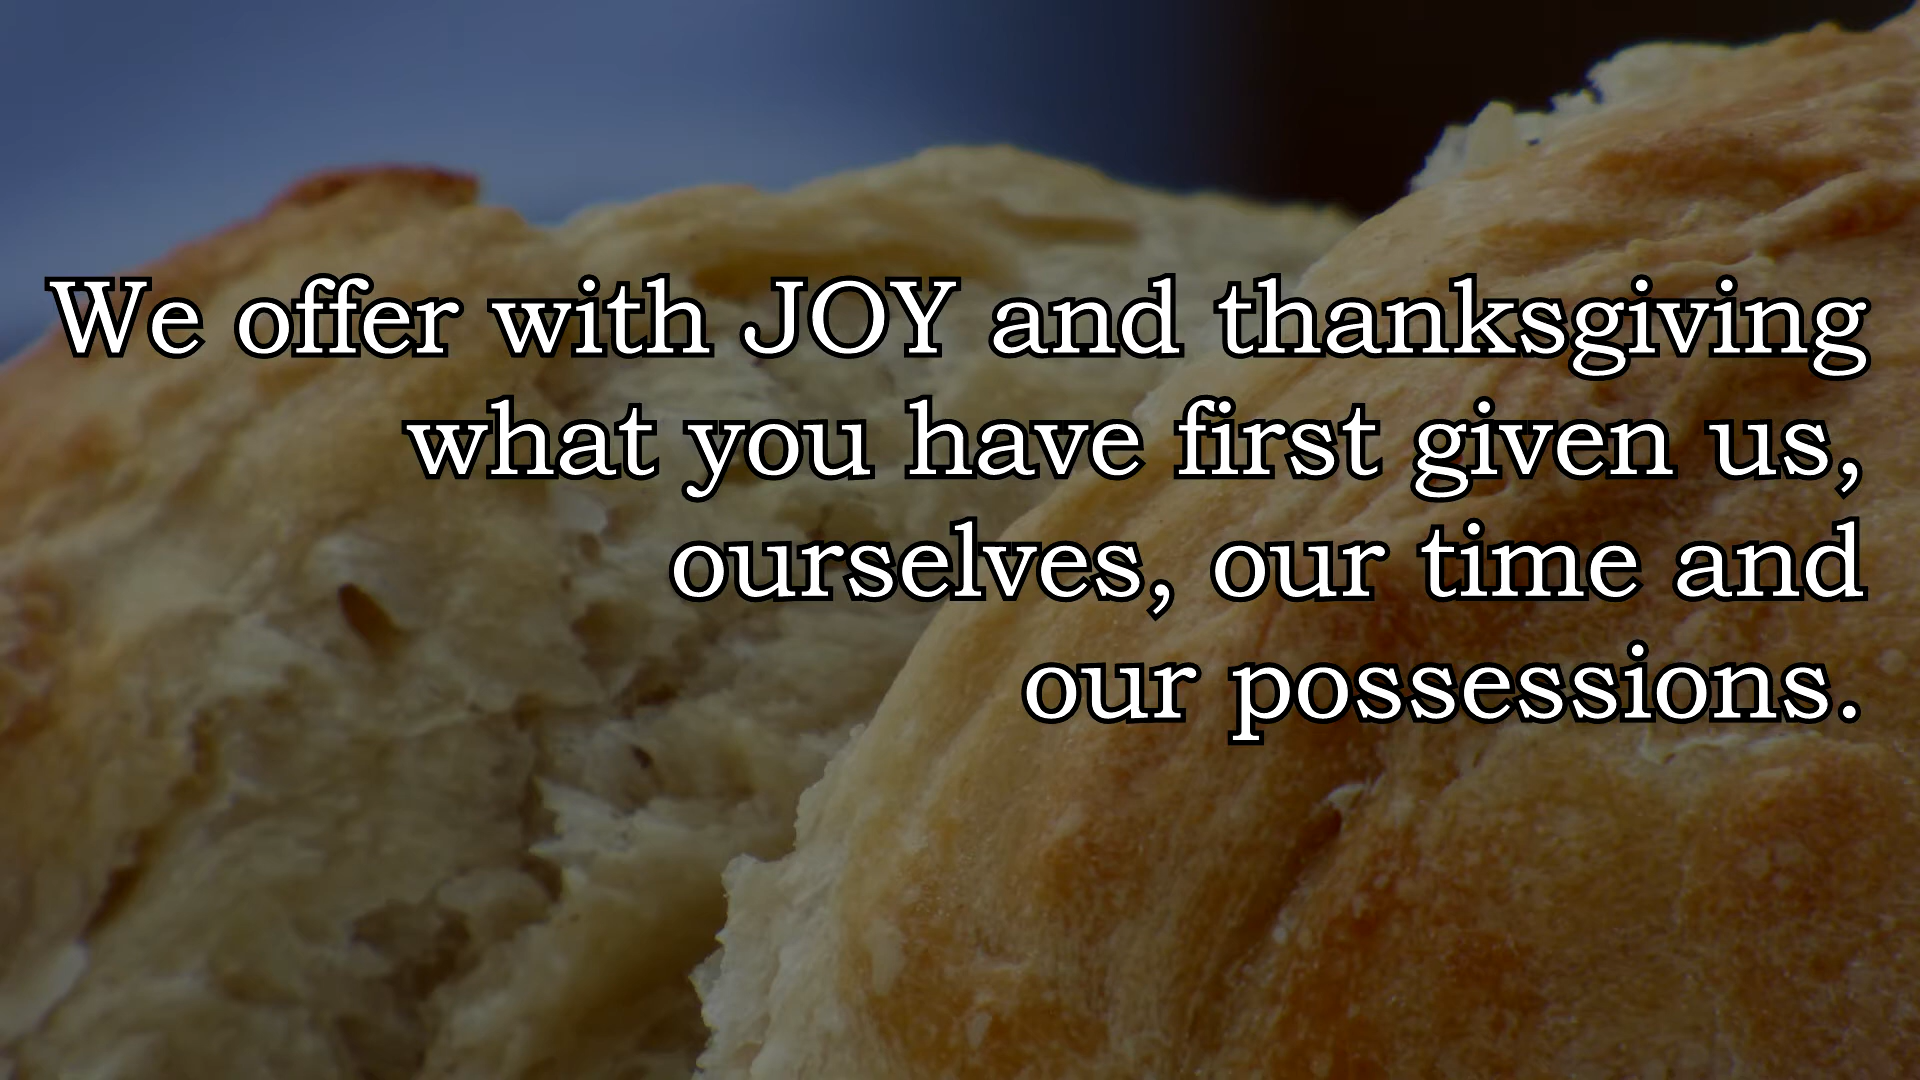 We offer with JOY and thanksgiving
what you have first given us,
ourselves, our time and
our possessions.